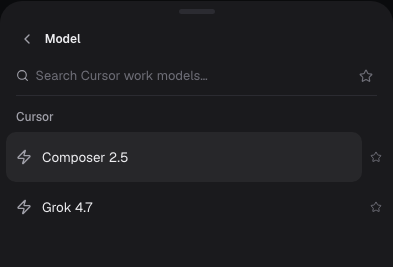 Model
Search Cursor work models...
Cursor
Composer 2.5
Grok 4.7